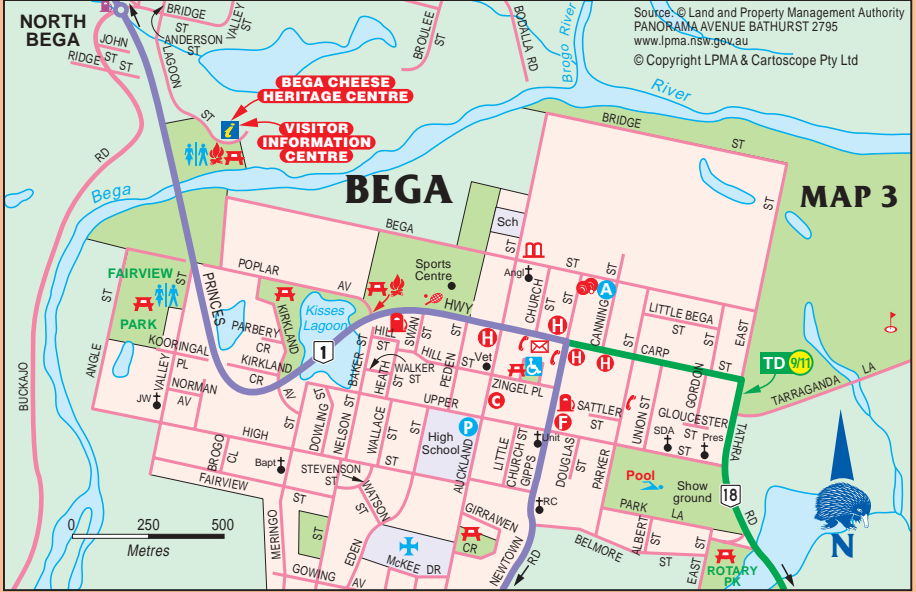 NORTH
BEGA
BRIDGE
ST
ANDERSON
ST
VALLEY
ST
BROULEE
ST
BODALLA RD
Brogo River
Source: © Land and Property Management Authority
PANORAMA AVENUE BATHURST 2795
www.lpma.nsw.gov.au
© Copyright LPMA & Cartoscope Pty Ltd
JOHN
ST
RIDGE ST
LAGOON
ST
BEGA CHEESE
HERITAGE CENTRE
i
VISITOR
INFORMATION
CENTRE
River
BRIDGE
ST
RD
Bega
BEGA
MAP 3
BEGA
ST
Sch
ST
ST
FAIRVIEW
PARK
POPLAR
AV
Sports
Centre
HWY
Angl
CHURCH
ST
ST
ST
CANNING
A
LITTLE BEGA
ST
EAST
ST
PRINCES
PARBERY
CR
KIRKLAND
KIRKLAND
CR
AV
Kisses
Lagoon
1
BAKER ST
HILL
ST
SWAN
ST
HILL
ST
WALKER
ST
HEATH
ST
PEDEN
ST
H
Vet
H
H
H
CARP
ST
TD 9/11
TARRAGANDA LA
ANGLE
ST
ST
KOORINGAL
PL
VALLEY
NORMAN
AV
JW
BUCKAJO
UPPER
ST
ZINGEL PL
C
F
SATTLER
ST
UNION ST
GORDON
GLOUCESTER
ST
SDA
Pres
TATHRA
RD
HIGH
ST
DOWLING
ST
NELSON ST
WALLACE
ST
High
School
P
AUCKLAND
ST
LITTLE
CHURCH ST
GIPPS
Unit
DOUGLAS
ST
PARKER
Pool
Show
ground
18
BROGO
CL
Bapt
STEVENSON
ST
FAIRVIEW
ST
WATSON
ST
RC
PARK
LA
0 250 500
Metres
MERINGO
ST
ST
EDEN
GOWING
AV
McKEE DR
GIRRAWEEN
CR
NEWTOWN
RD
BELMORE
ST
ALBERT
ST
EAST
ST
ROTARY
PK
N